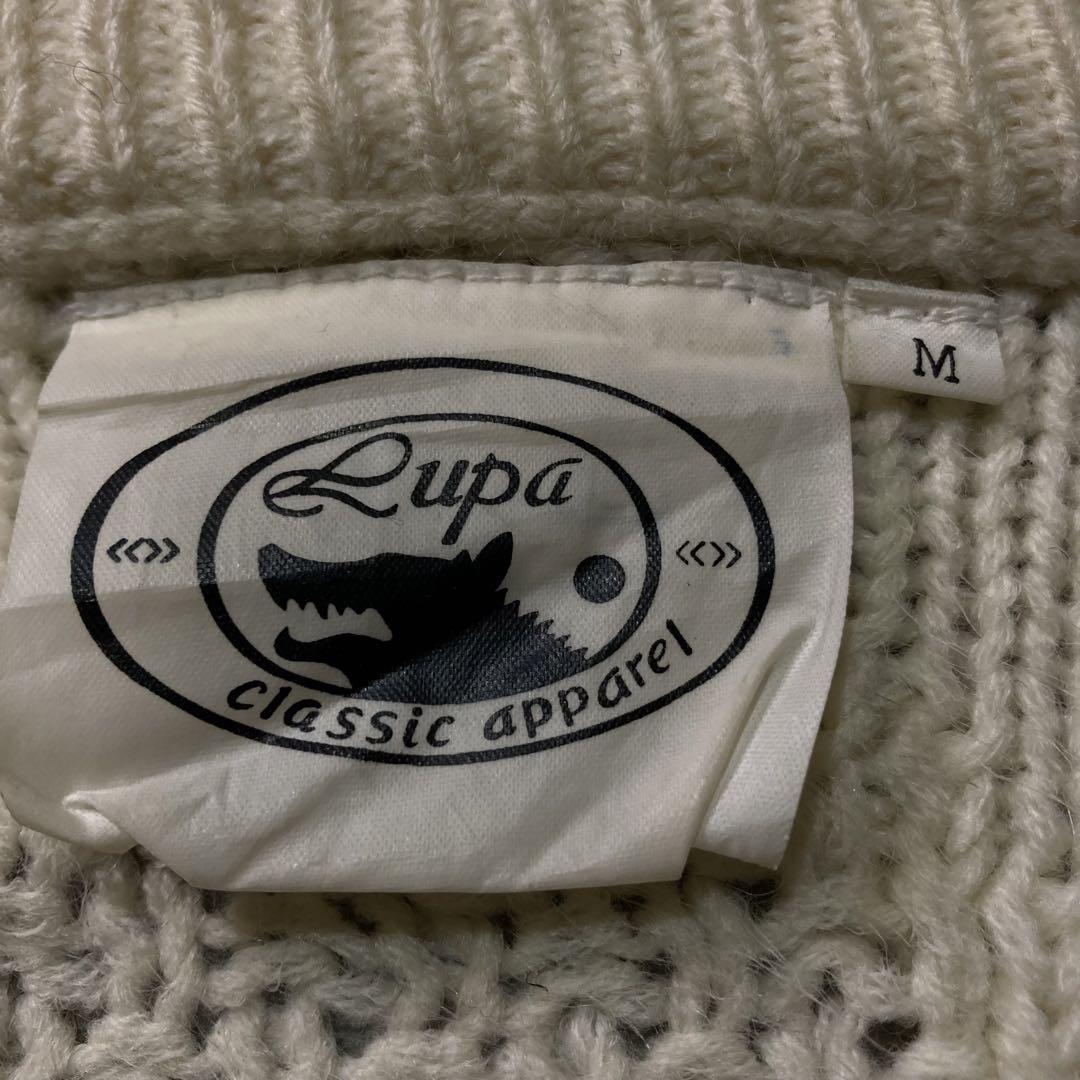 Lupa
«◇» «◇»
classic apparel
M